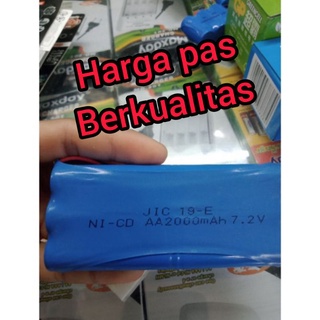 Harga pas
Berkualitas
JIC 19-E
NI-CD AA2000mAh 7.2V